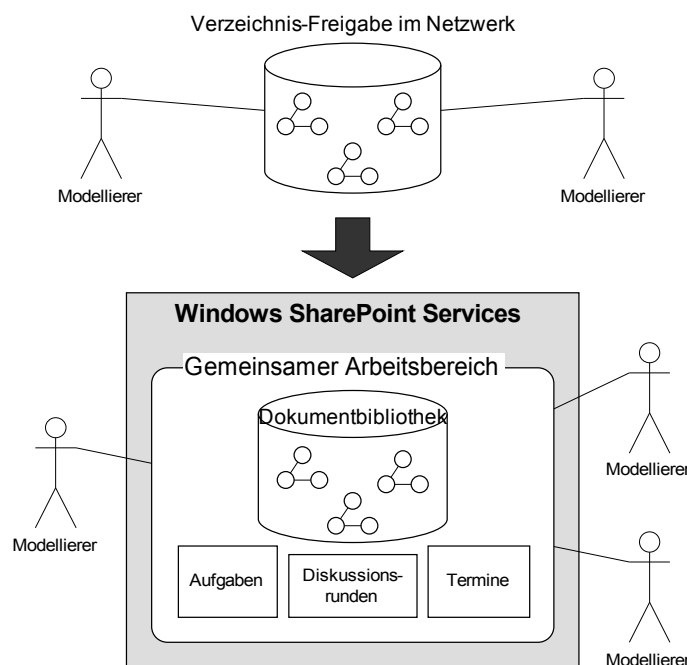 Verzeichnis-Freigabe im Netzwerk
Modellierer
Modellierer
Windows SharePoint Services
Gemeinsamer Arbeitsbereich
Dokumentbibliothek
Modellierer
Modellierer
Aufgaben
Diskussions-
runden
Termine
Modellierer